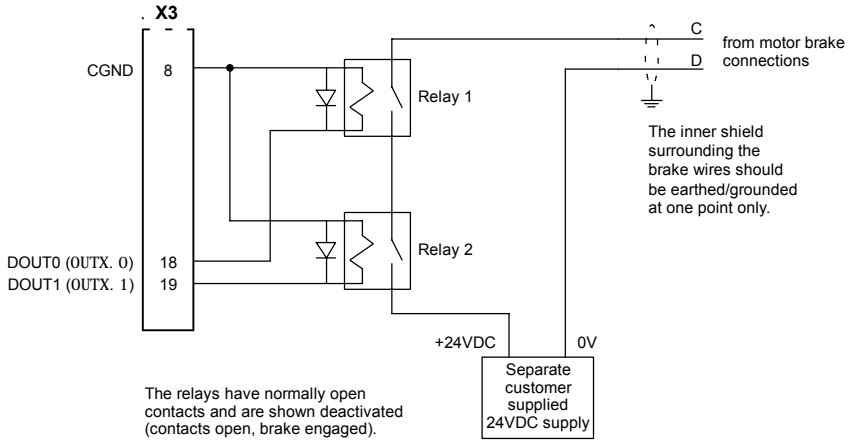 X3
C
from motor brake
connections
D
CGND 8
Relay 1
The inner shield
surrounding the
brake wires should
be earthed/grounded
at one point only.
Relay 2
DOUT0 (OUTX. 0) 18
DOUT1 (OUTX. 1) 19
+24VDC 0V
Separate
customer
supplied
24VDC supply
The relays have normally open
contacts and are shown deactivated
(contacts open, brake engaged).